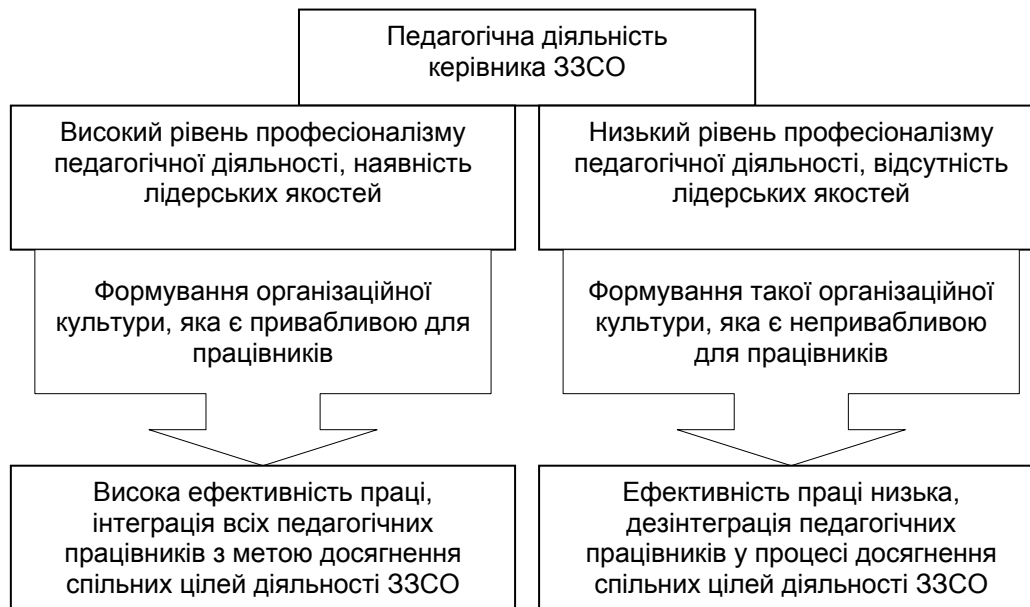 Педагогічна діяльність
керівника ЗЗСО
Високий рівень професіоналізму
педагогічної діяльності, наявність
лідерських якостей
Низький рівень професіоналізму
педагогічної діяльності, відсутність
лідерських якостей
Формування організаційної
культури, яка є привабливою для
працівників
Формування такої організаційної
культури, яка є непривабливою
для працівників
Висока ефективність праці,
інтеграція всіх педагогічних
працівників з метою досягнення
спільних цілей діяльності ЗЗСО
Ефективність праці низька,
дезінтеграція педагогічних
працівників у процесі досягнення
спільних цілей діяльності ЗЗСО